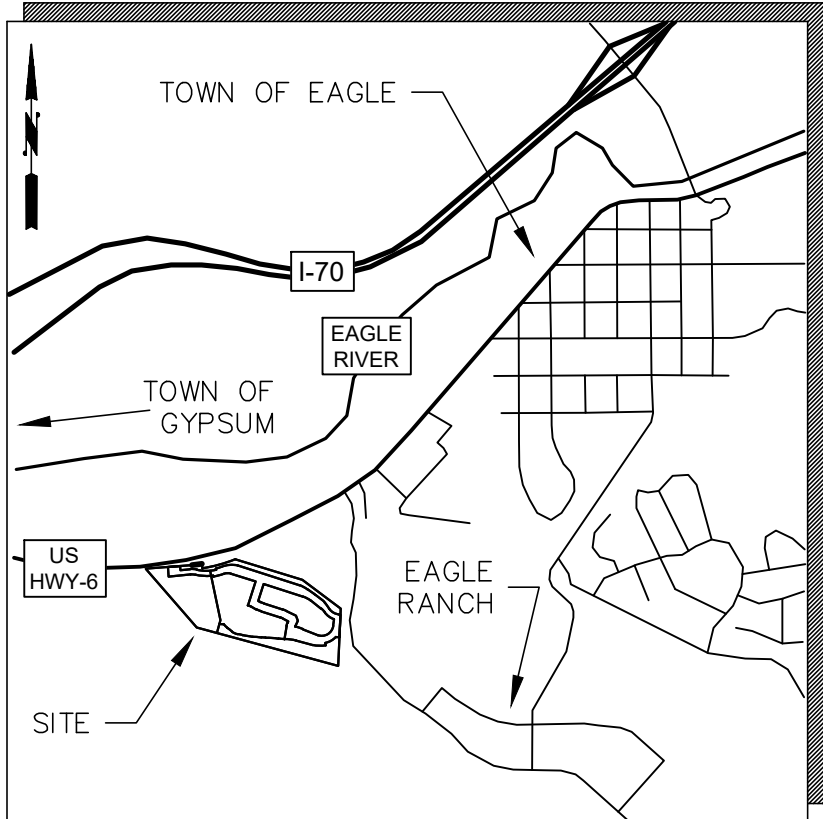 TOWN OF EAGLE
N
I-70
EAGLE
RIVER
TOWN OF
GYPSUM
US
HWY-6
EAGLE
RANCH
SITE